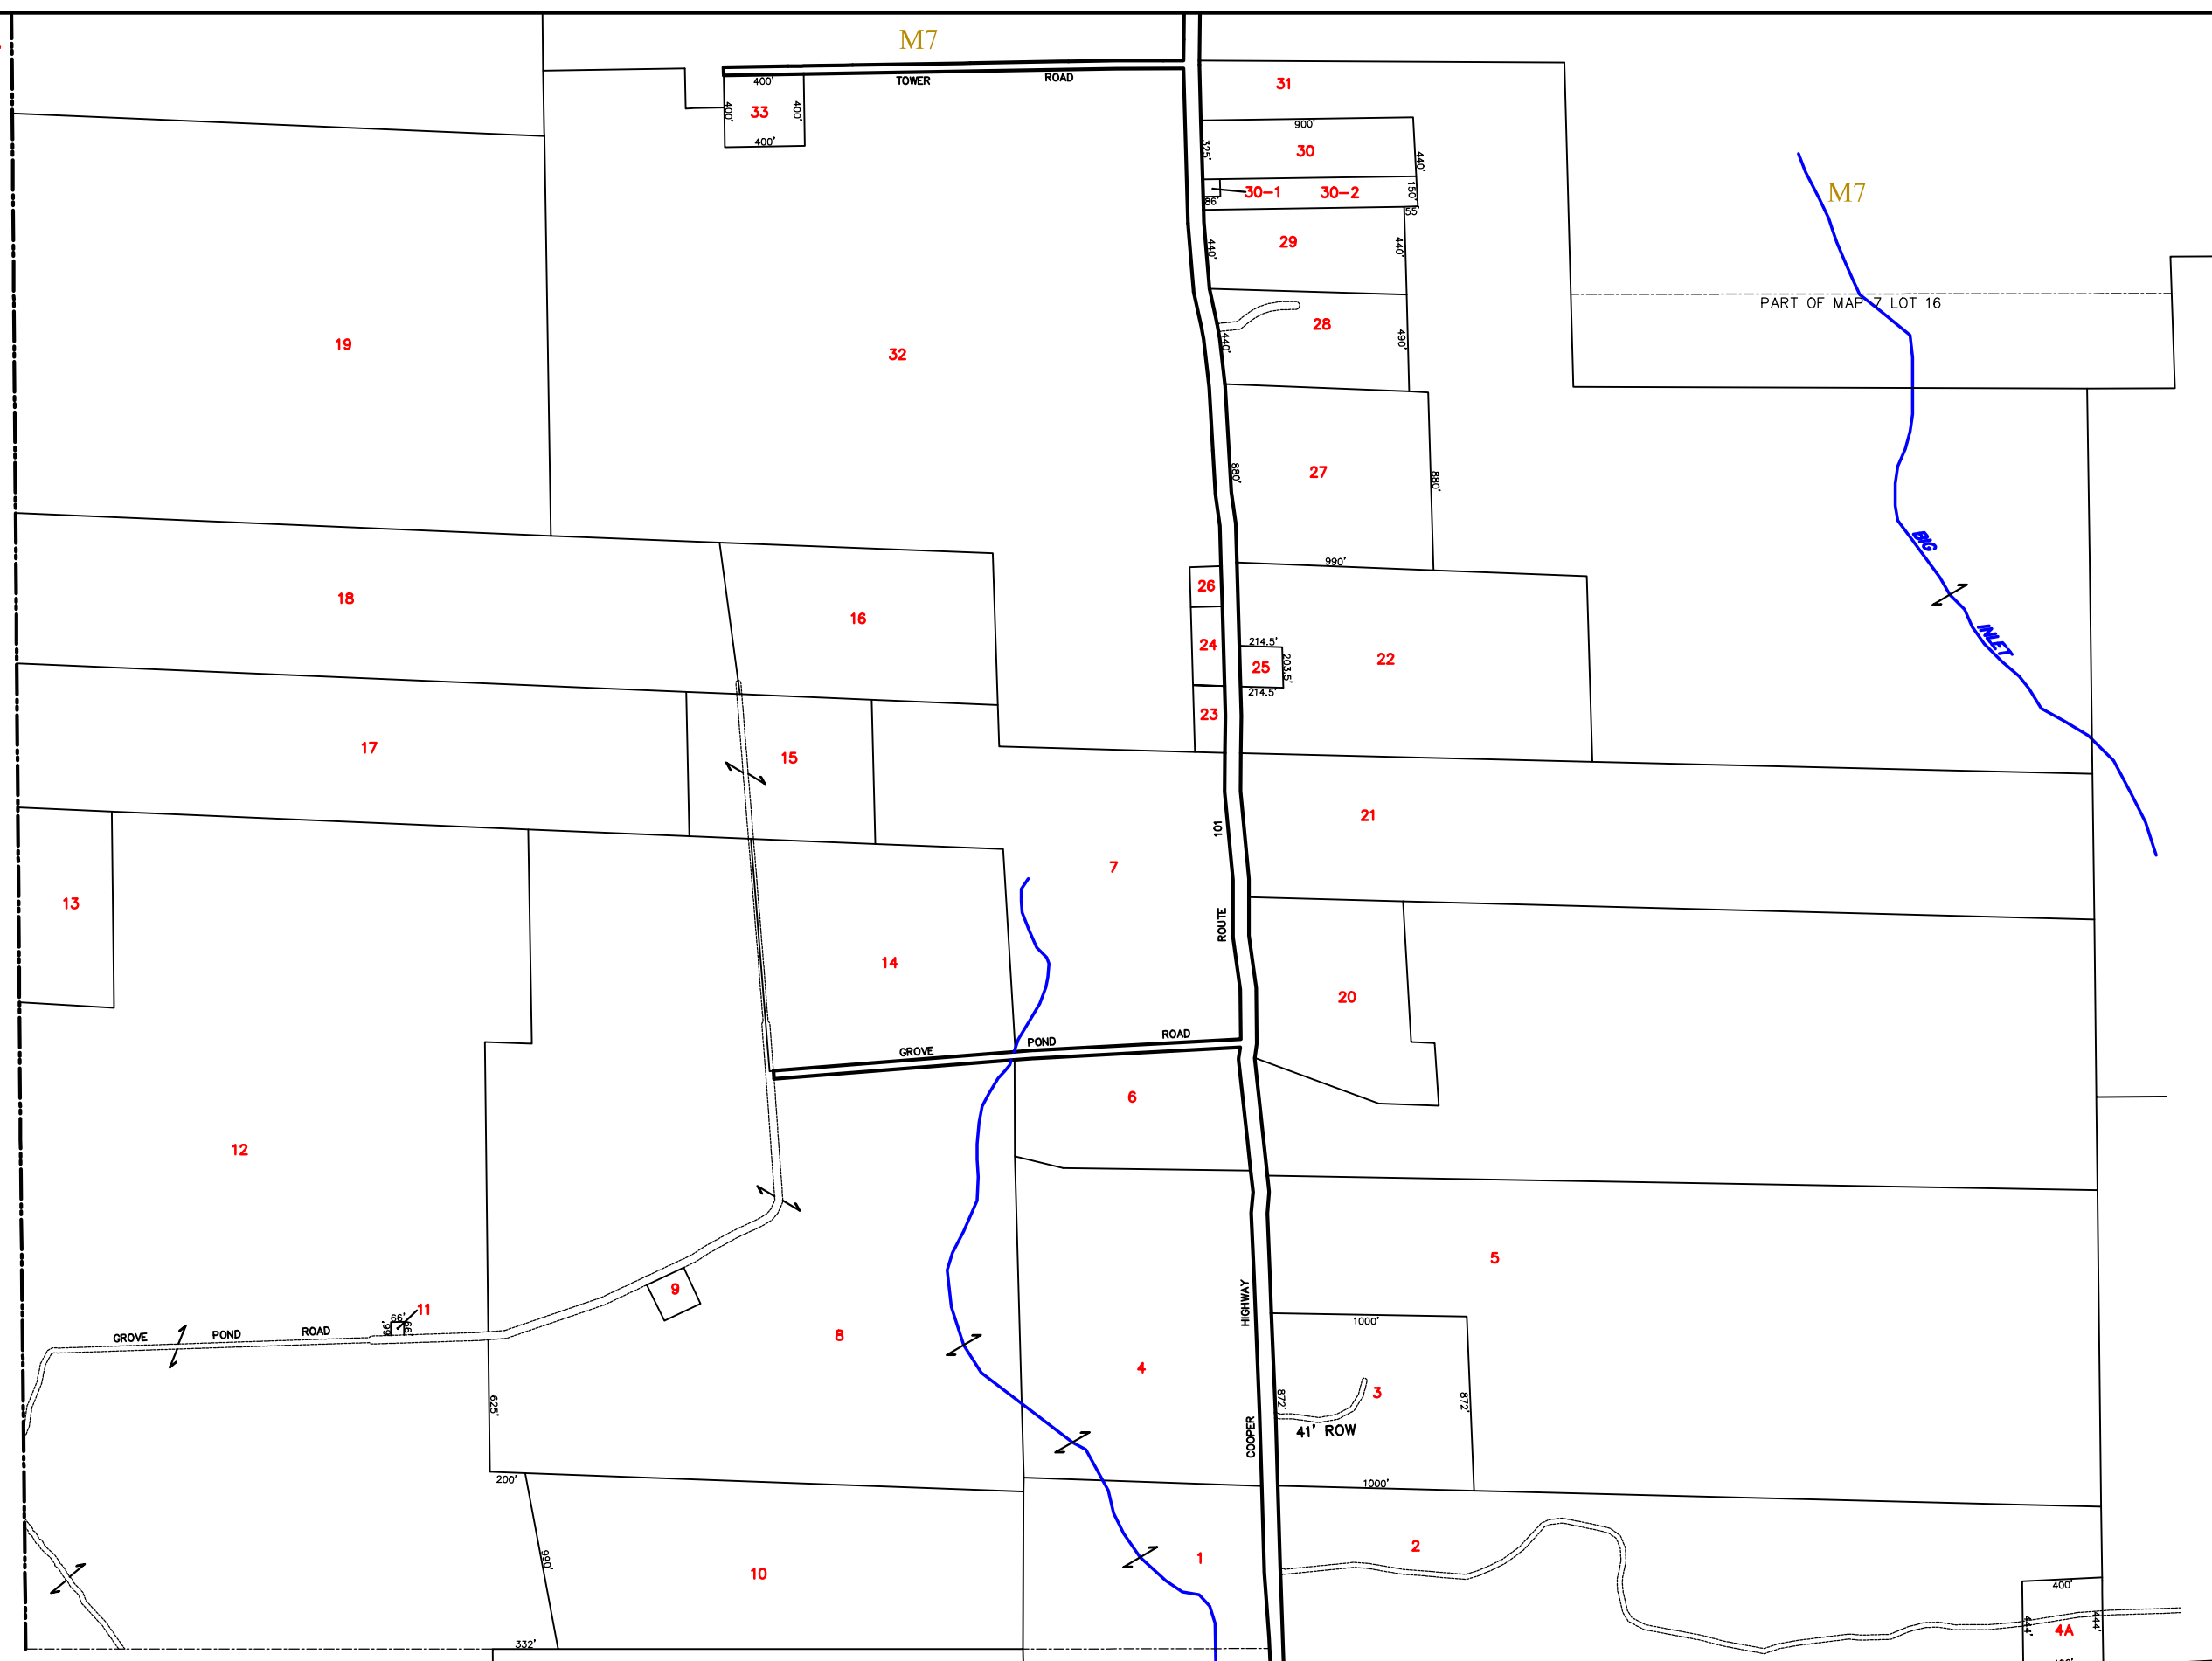 M7
TOWER ROAD
400'
400' 33 400'
400'
31
900'
325' 30 440'
30-1 30-2 150'
86' 55'
M7
440' 29 440'
PART OF MAP 7 LOT 16
440' 28 490'
19
32
880' 27 880'
990'
BIG
INLET
18
16
26
24
214.5'
25 203.5'
214.5'
22
23
17
15
21
ROUTE 101
7
13
14
20
GROVE POND ROAD
6
12
5
9
11
66'
66' 66'
GROVE POND ROAD
8
COOPER HIGHWAY
1000'
4
872' 3 872'
41' ROW
625'
200'
1000'
990'
10
1
2
400'
444' 4A 444'
332'